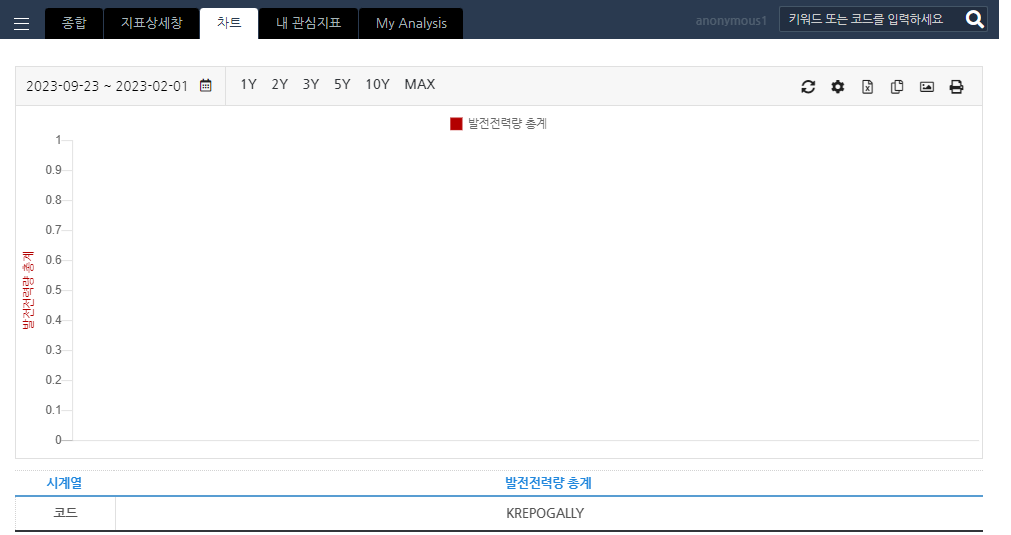 종합 지표상세창 차트 내 관심지표 My Analysis anonymous1 키워드 또는 코드를 입력하세요
2023-09-23 ~ 2023-02-01 1Y 2Y 3Y 5Y 10Y MAX
발전전력량 총계
1
0.9
0.8
0.7
0.6
0.5
0.4
0.3
0.2
0.1
0
발전전력량 총계
시계열 발전전력량 총계
코드 KREPOGALLY